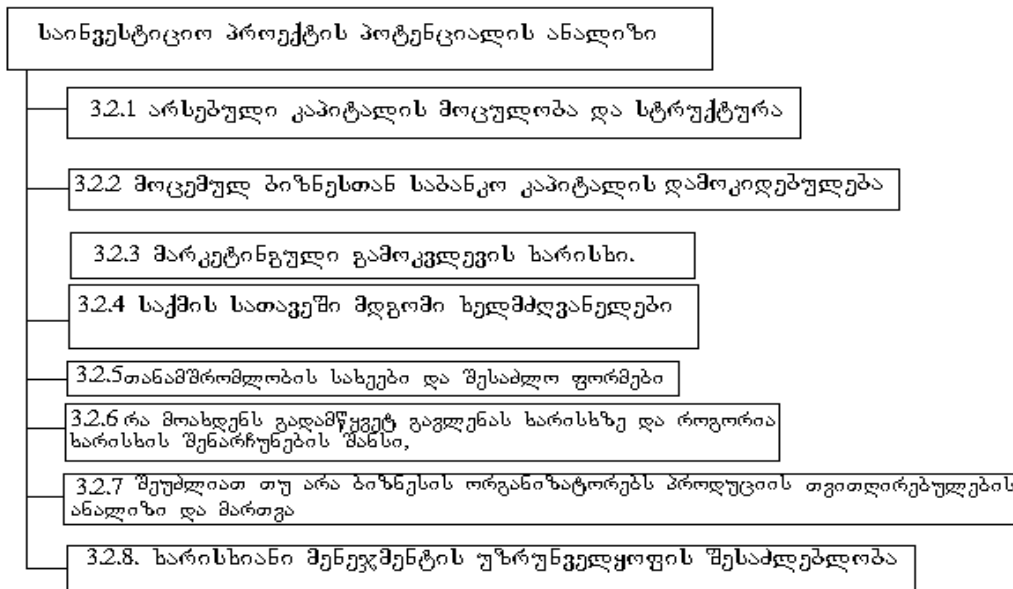 საინვესტიციო პროექტის პოტენციალის ანალიზი
3.2.1 არსებული კაპიტალის მოცულობა და სტრუქტურა
3.2.2 მოცემულ ბიზნესთან საბანკო კაპიტალის დამოკიდებულება
3.2.3 მარკეტინგული გამოკვლევის ხარისხი.
3.2.4 საქმის სათავეში მდგომი ხელმძღვანელები
3.2.5თანამშრომლობის სახეები და შესაძლო ფორმები
3.2.6 რა მოახდენს გადამწყვეტ გავლენას ხარისხზე და როგორია
ხარისხის შენარჩუნების შანსი,
3.2.7 შეუძლიათ თუ არა ბიზნესის ორგანიზატორებს პროდუციის თვითღირებულების
ანალიზი და მართვა
3.2.8. ხარისხიანი მენეჯმენტის უზრუნველყოფის შესაძლებლობა